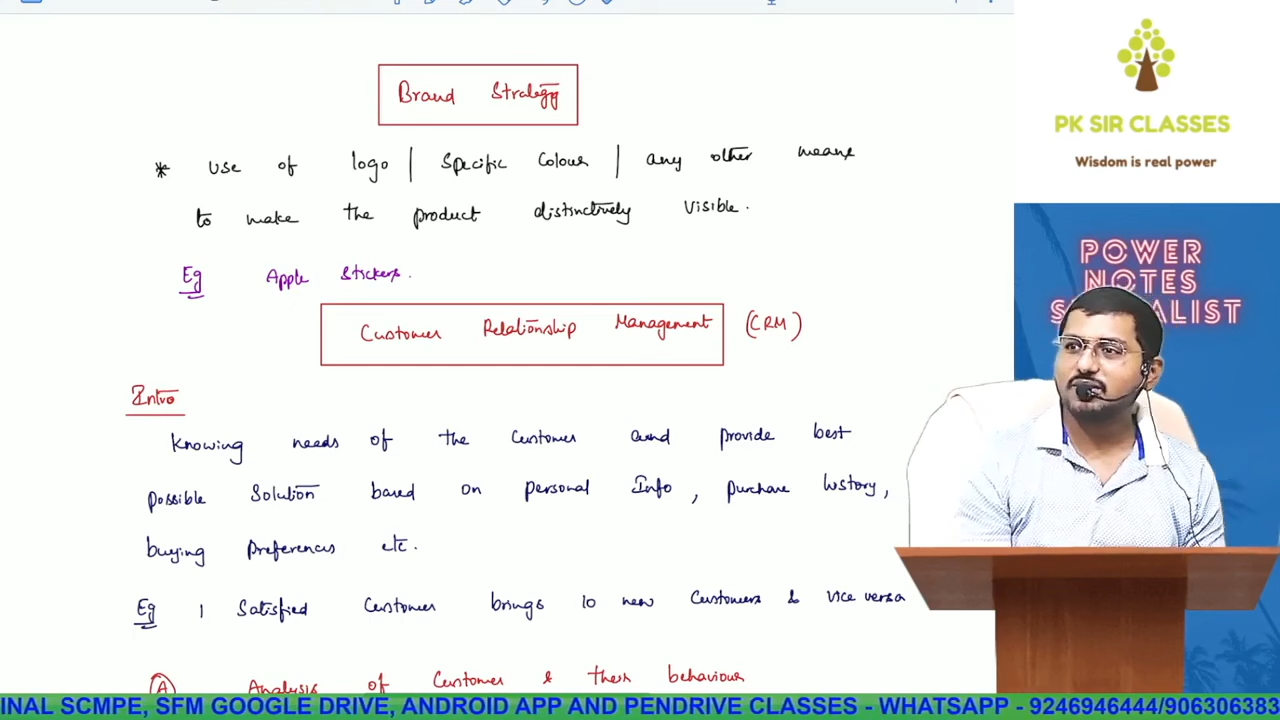 Brand Strategy
* use of logo | Specific Colour | any other means
to make the product distinctively visible.
Eg Apple Stickers.
Customer Relationship Management (CRM)
Intro
Knowing needs of the Customer and provide best
possible Solution based on personal Info, purchase history,
buying preferences etc.
Eg 1 Satisfied Customer brings 10 new Customers & vice versa
A Analysis of Customer & their behaviour
PK SIR CLASSES
Wisdom is real power
POWER
NOTES
INAL SCMPE, SFM GOOGLE DRIVE, ANDROID APP AND PENDRIVE CLASSES - WHATSAPP - 9246946444/906306383